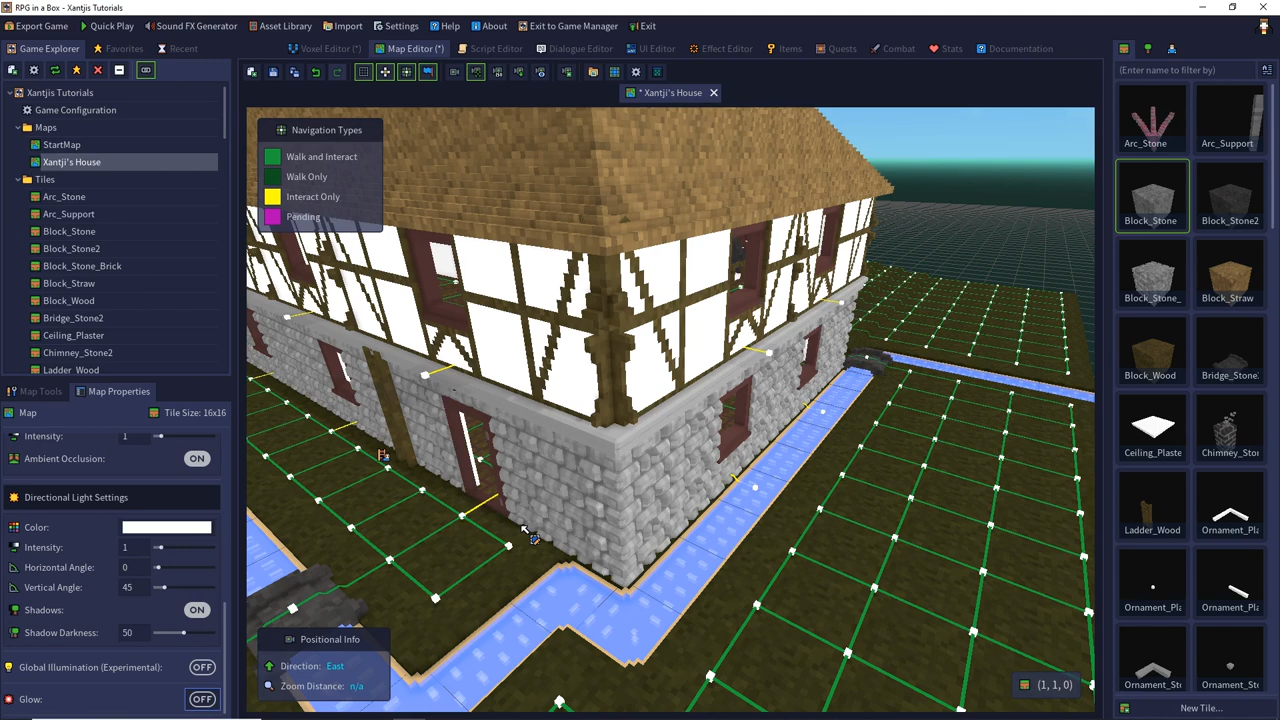 RPG in a Box - Xantjis Tutorials
Export Game Quick Play Sound FX Generator Asset Library Import Settings Help About Exit to Game Manager Exit
Game Explorer Favorites Recent
Voxel Editor(*) Map Editor (*) Script Editor Dialogue Editor UI Editor Effect Editor Items Quests Combat Stats Documentation
(Enter name to filter by)
* Xantji's House
Xantjis Tutorials
Game Configuration
Maps
StartMap
Xantji's House
Tiles
Arc_Stone
Arc_Support
Block_Stone
Block_Stone2
Block_Stone_Brick
Block_Straw
Block_Wood
Bridge_Stone2
Ceiling_Plaster
Chimney_Stone2
Ladder_Wood
Map Tools Map Properties
Map Tile Size: 16x16
Intensity: 1
Ambient Occlusion: ON
Directional Light Settings
Color:
Intensity: 1
Horizontal Angle: 0
Vertical Angle: 45
Shadows: ON
Shadow Darkness: 50
Global Illumination (Experimental): OFF
Glow: OFF
Navigation Types
Walk and Interact
Walk Only
Interact Only
Pending
Positional Info
Direction: East
Zoom Distance: n/a
(1, 1, 0)
Arc_Stone Arc_Support
Block_Stone Block_Stone2
Block_Stone_ Block_Straw
Block_Wood Bridge_Stone
Ceiling_Plaste Chimney_Sto
Ladder_Wood Ornament_Pla
Ornament_Pla Ornament_Pla
Ornament_Sto Ornament_Sto
New Tile...